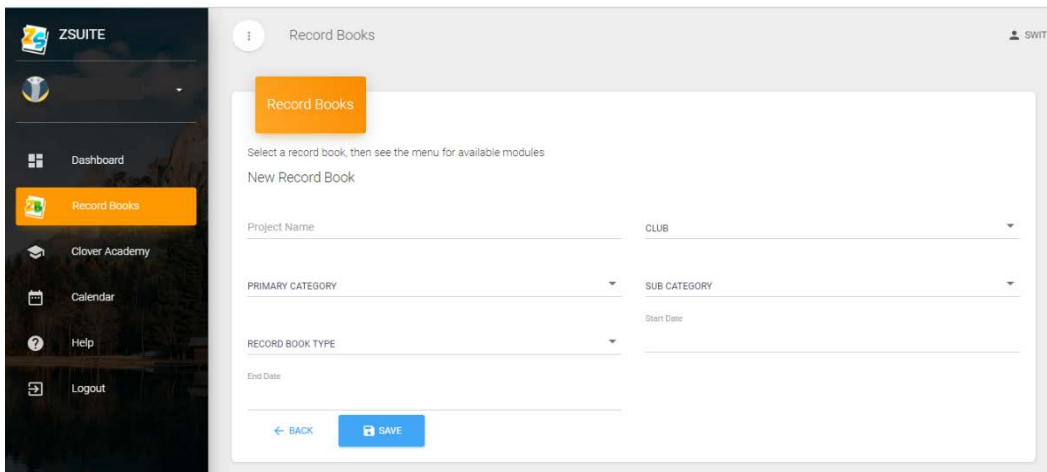 ZSUITE
Dashboard
Record Books
Clover Academy
Calendar
Help
Logout
Record Books
SWIT
Record Books
Select a record book, then see the menu for available modules
New Record Book
Project Name
CLUB
PRIMARY CATEGORY
SUB CATEGORY
RECORD BOOK TYPE
Start Date
End Date
BACK
SAVE